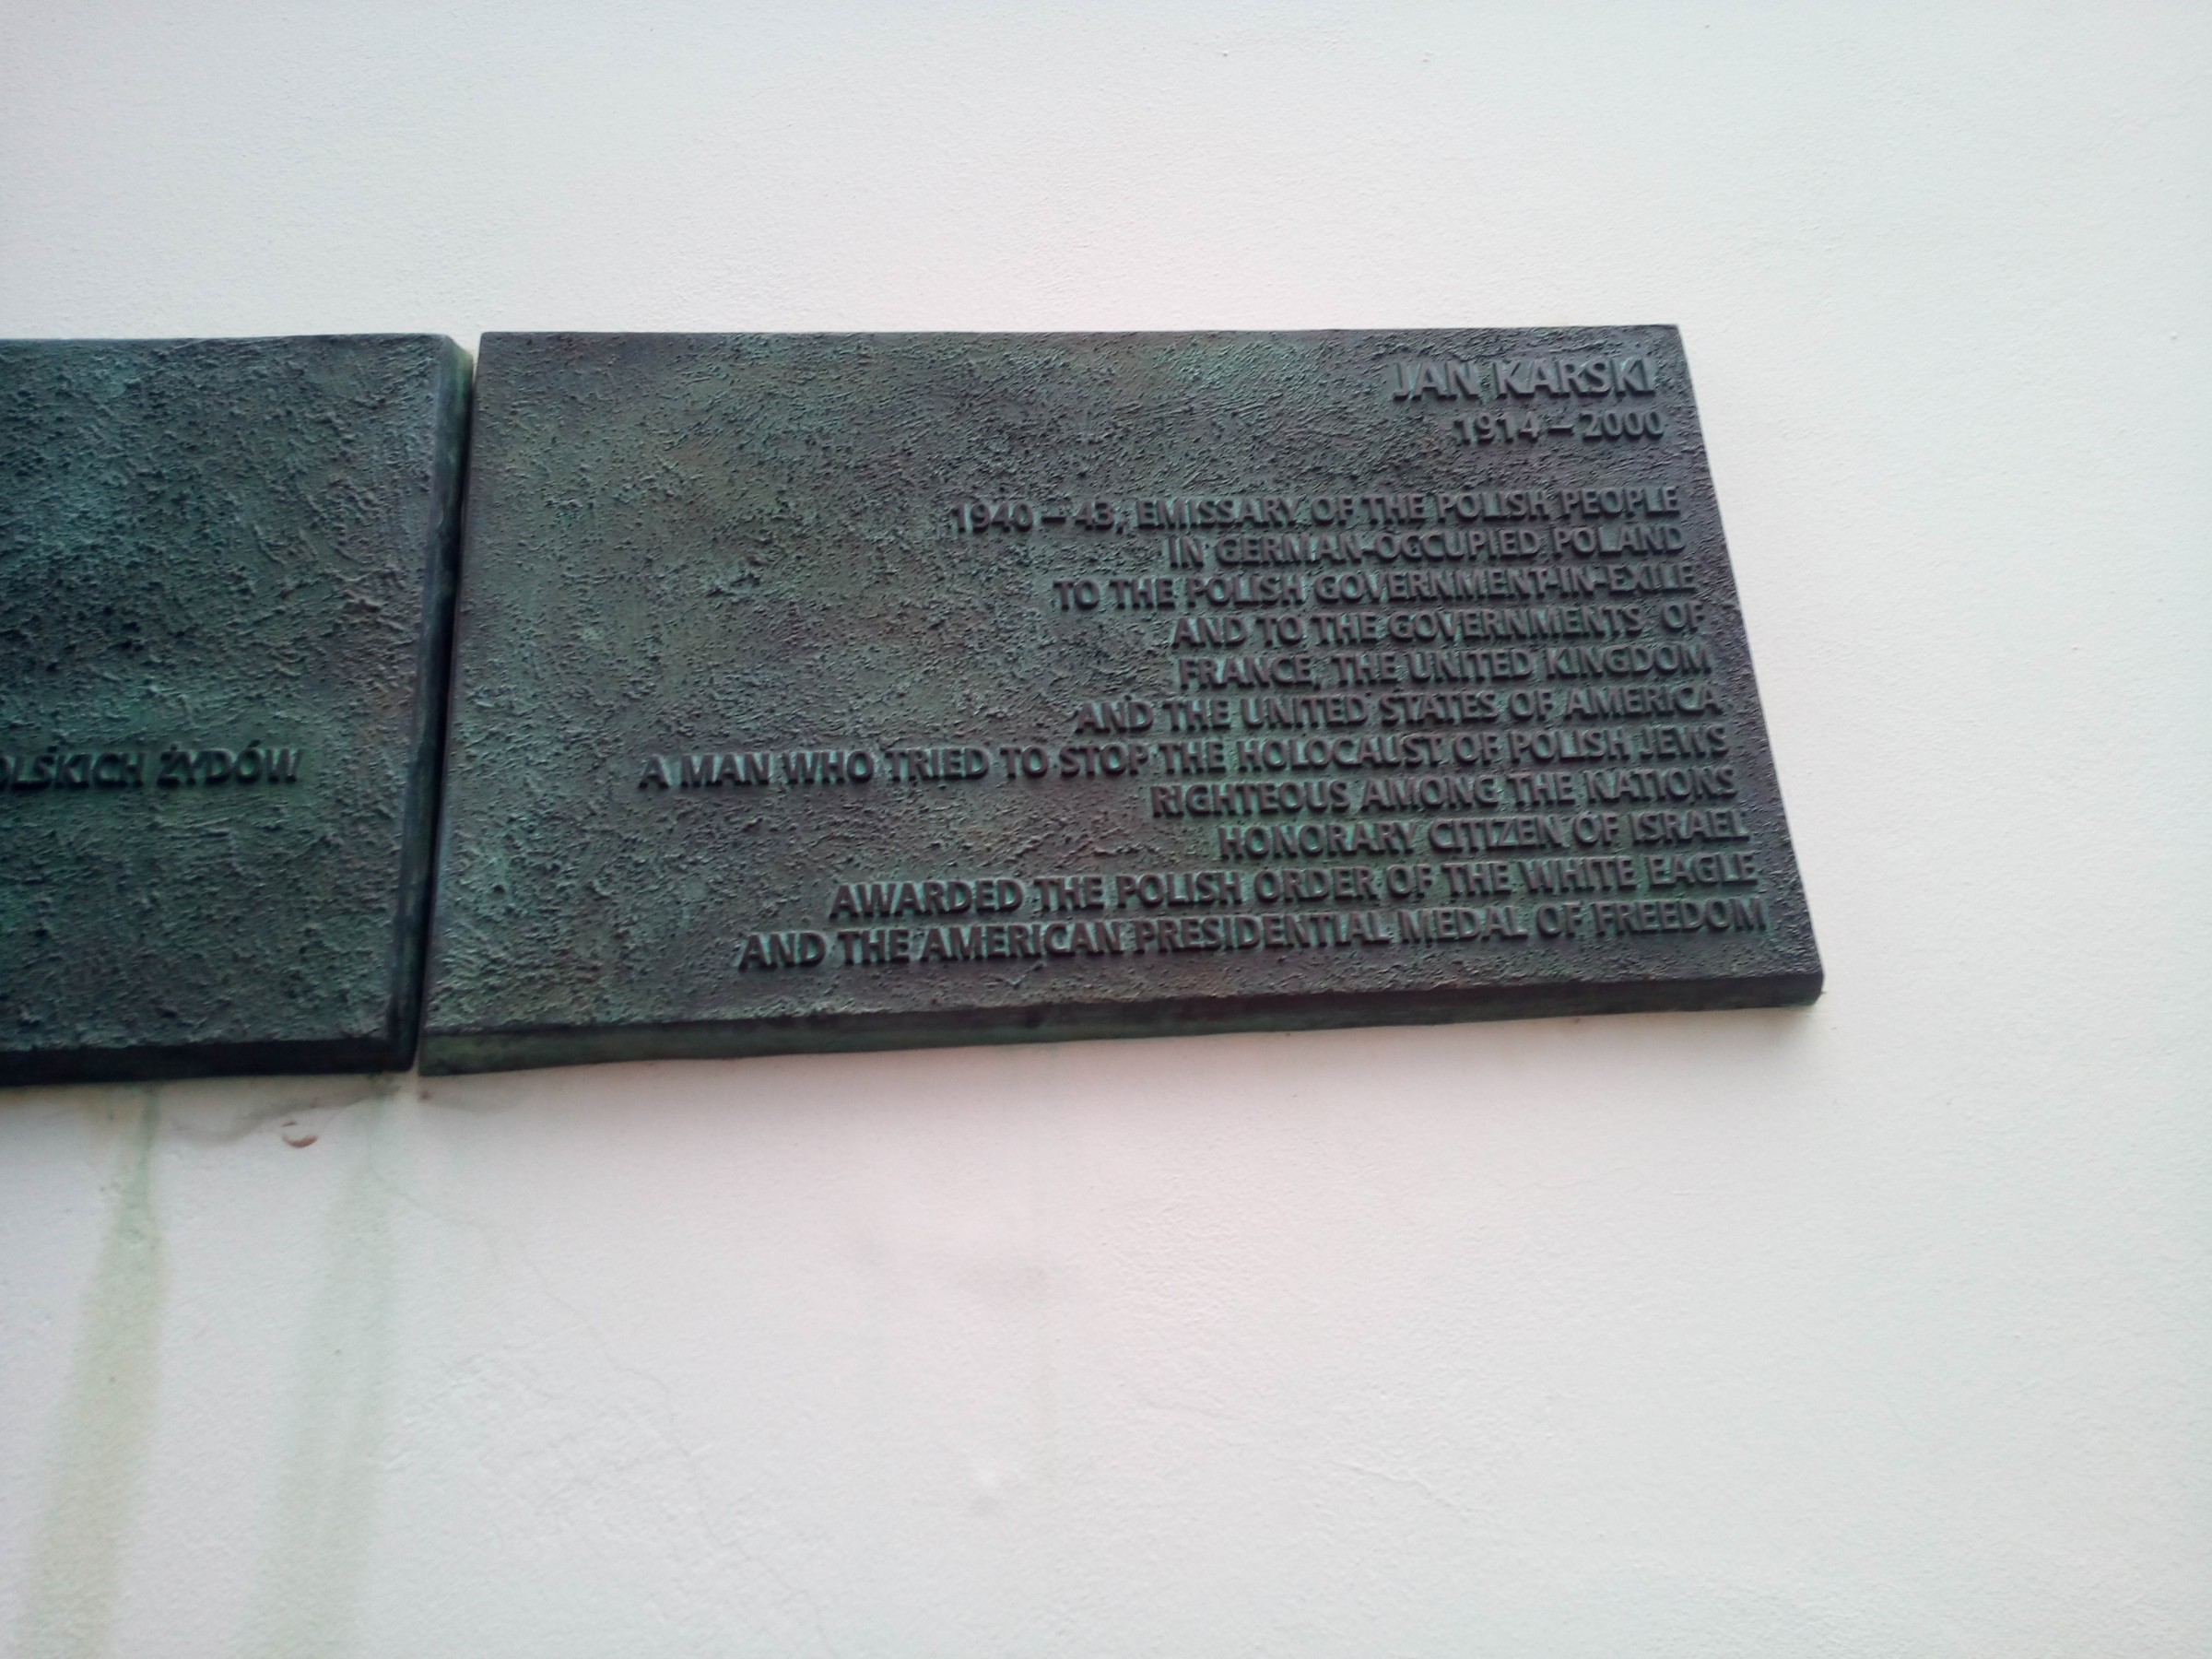 OLSKICH ŻYDÓW
JAN KARSKI
1914 – 2000
1940 – 43, EMISSARY OF THE POLISH PEOPLE
IN GERMAN-OCCUPIED POLAND
TO THE POLISH GOVERNMENT-IN-EXILE
AND TO THE GOVERNMENTS OF
FRANCE, THE UNITED KINGDOM
AND THE UNITED STATES OF AMERICA
A MAN WHO TRIED TO STOP THE HOLOCAUST OF POLISH JEWS
RIGHTEOUS AMONG THE NATIONS
HONORARY CITIZEN OF ISRAEL
AWARDED THE POLISH ORDER OF THE WHITE EAGLE
AND THE AMERICAN PRESIDENTIAL MEDAL OF FREEDOM